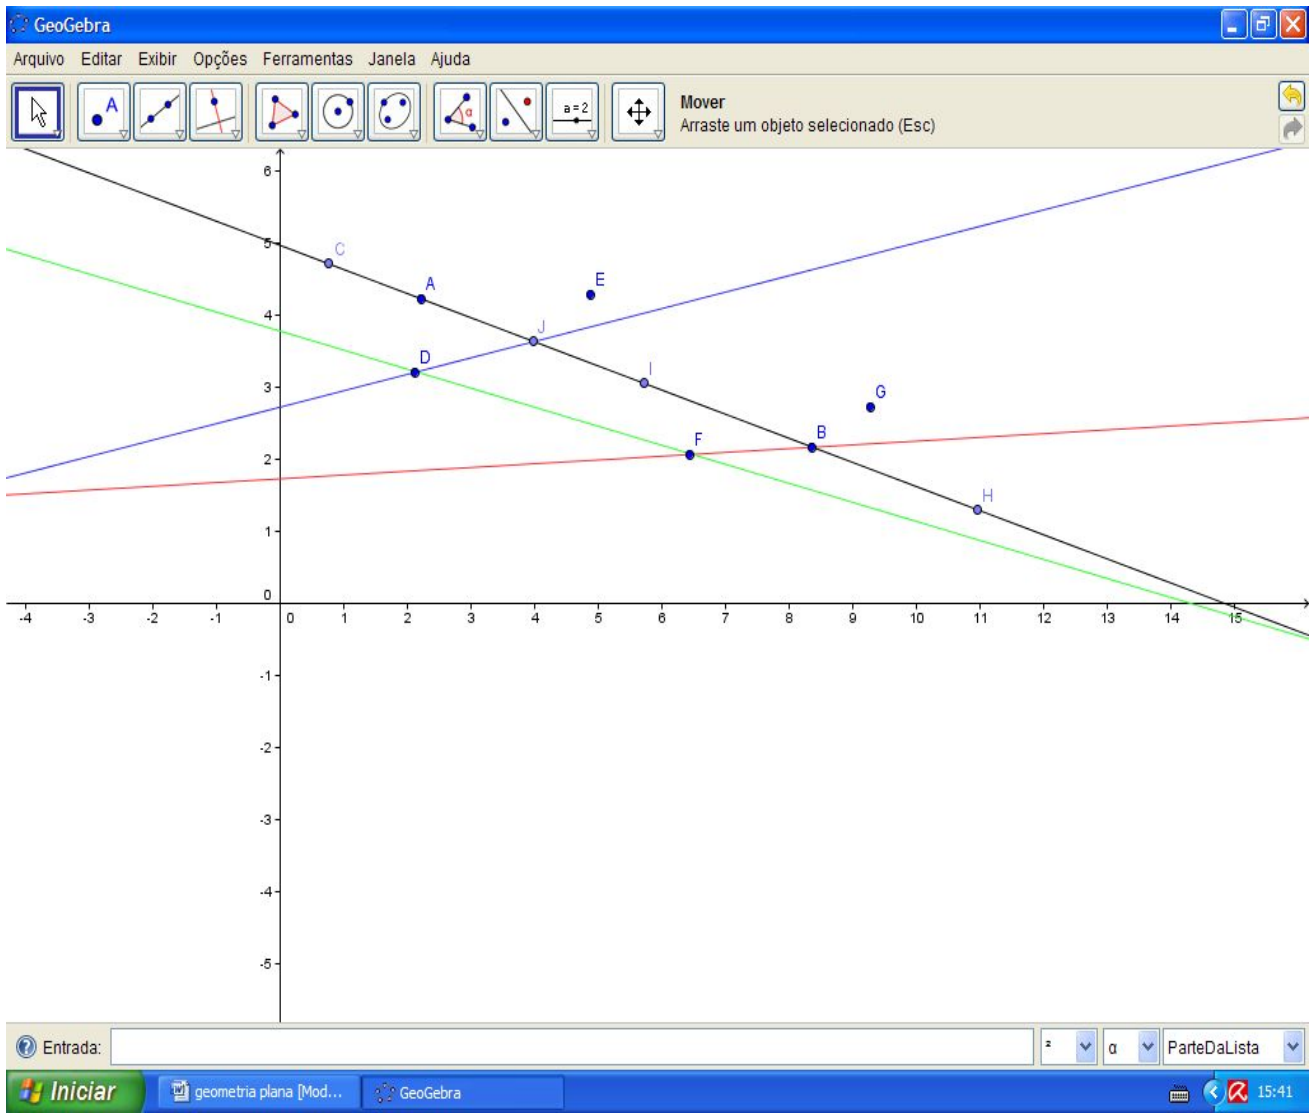 GeoGebra
Arquivo Editar Exibir Opções Ferramentas Janela Ajuda
A
α
a=2
Mover
Arraste um objeto selecionado (Esc)
6
5
C
A
E
4
J
D
I
3
G
B
F
2
H
1
0
-4 -3 -2 -1 0 1 2 3 4 5 6 7 8 9 10 11 12 13 14 15
-1
-2
-3
-4
-5
Entrada: ² α ParteDaLista
Iniciar geometria plana [Mod... GeoGebra 15:41